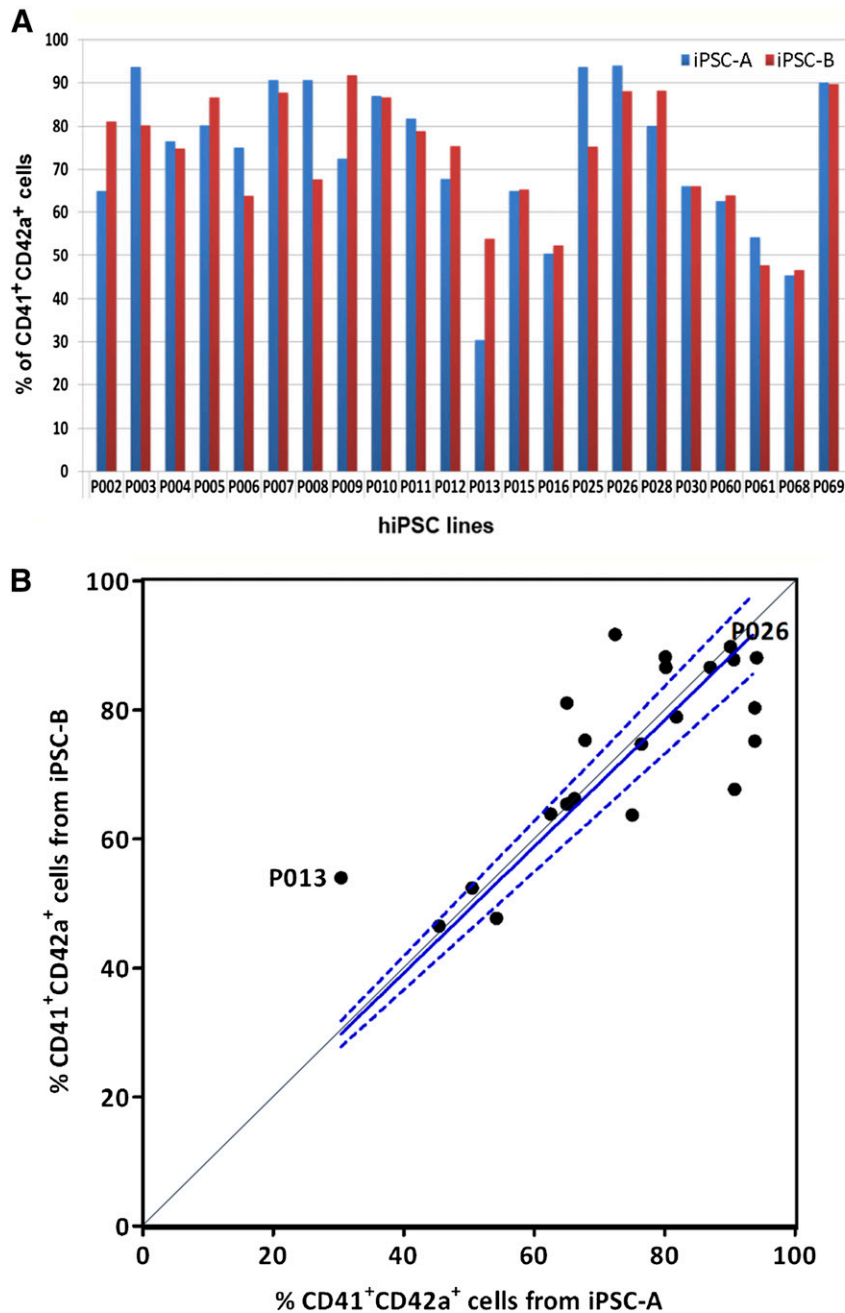 A
100
90
80
70
60
50
40
30
20
10
0
% of CD41⁺CD42a⁺ cells
iPSC-A iPSC-B
P002 P003 P004 P005 P006 P007 P008 P009 P010 P011 P012 P013 P015 P016 P025 P026 P028 P030 P060 P061 P068 P069
hiPSC lines
B
100
80
60
40
20
0
% CD41⁺CD42a⁺ cells from iPSC-B
P026
P013
0 20 40 60 80 100
% CD41⁺CD42a⁺ cells from iPSC-A